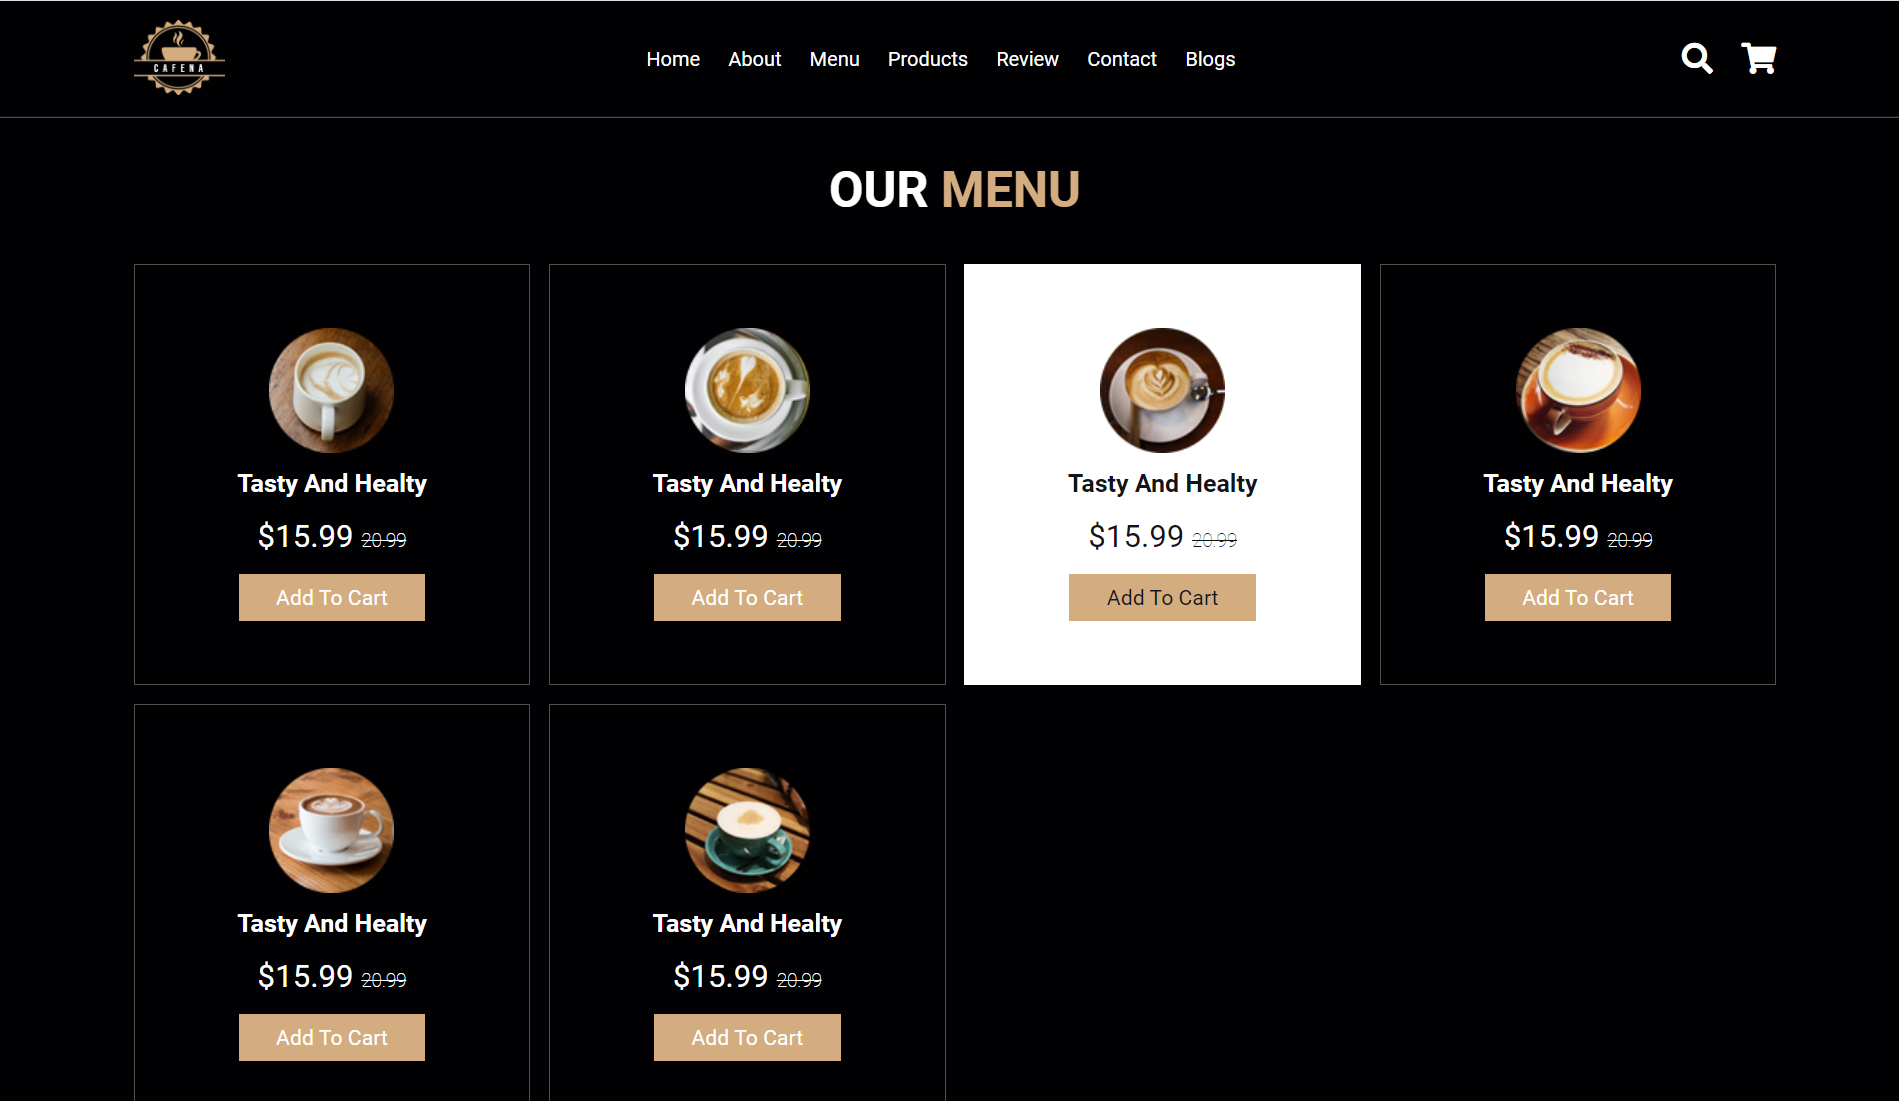 CAFENA
Home About Menu Products Review Contact Blogs
OUR MENU
Tasty And Healty
$15.99 20.99
Add To Cart
Tasty And Healty
$15.99 20.99
Add To Cart
Tasty And Healty
$15.99 20.99
Add To Cart
Tasty And Healty
$15.99 20.99
Add To Cart
Tasty And Healty
$15.99 20.99
Add To Cart
Tasty And Healty
$15.99 20.99
Add To Cart